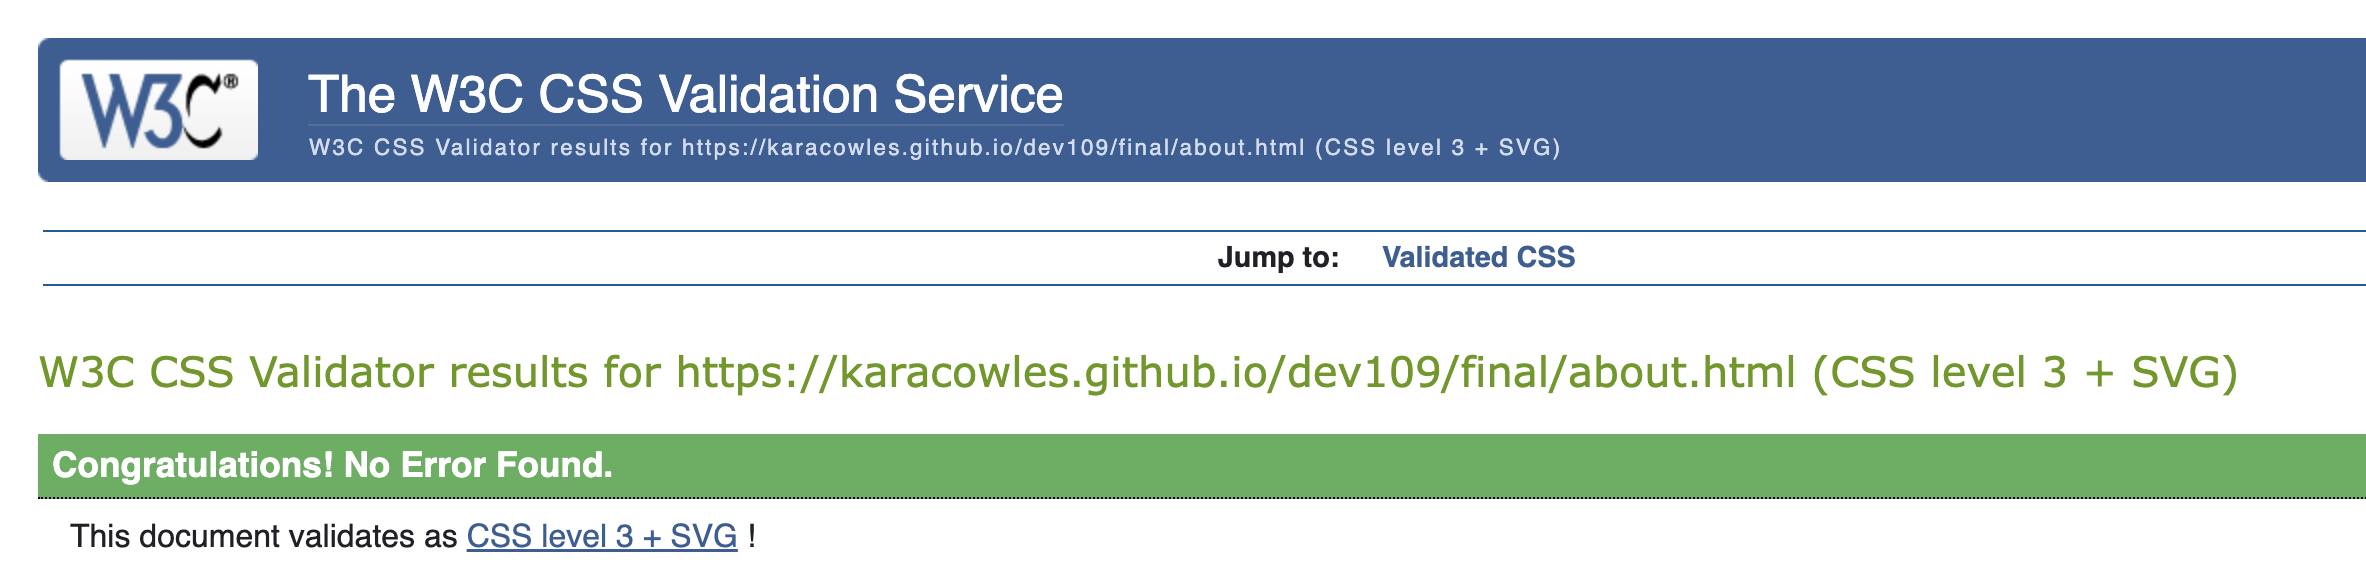 W3C®
The W3C CSS Validation Service
W3C CSS Validator results for https://karacowles.github.io/dev109/final/about.html (CSS level 3 + SVG)
Jump to: Validated CSS
W3C CSS Validator results for https://karacowles.github.io/dev109/final/about.html (CSS level 3 + SVG)
Congratulations! No Error Found.
This document validates as CSS level 3 + SVG !